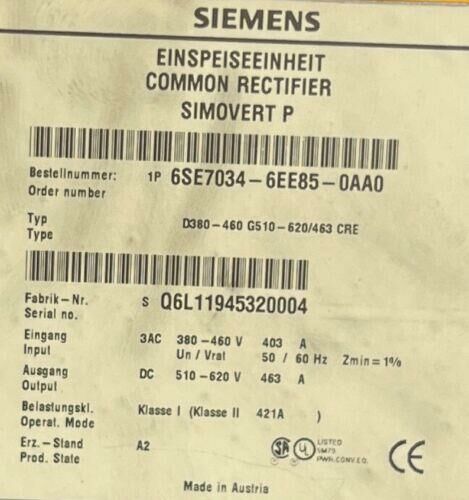 SIEMENS
EINSPEISEEINHEIT
COMMON RECTIFIER
SIMOVERT P
Bestellnummer: 1P 6SE7034-6EE85-0AA0
Order number
Typ D380-460 G510-620/463 CRE
Type
Fabrik-Nr. S Q6L11945320004
Serial no.
Eingang 3AC 380-460 V 403 A
Input Un / Vrat 50 / 60 Hz Zmin=1%
Ausgang DC 510-620 V 463 A
Output
Belastungskl. Klasse I (Klasse II 421A )
Operat. Mode
Erz.-Stand A2
Prod. State
SA UL LISTED
5M79
PWR.CONV.EQ.
CE
Made in Austria